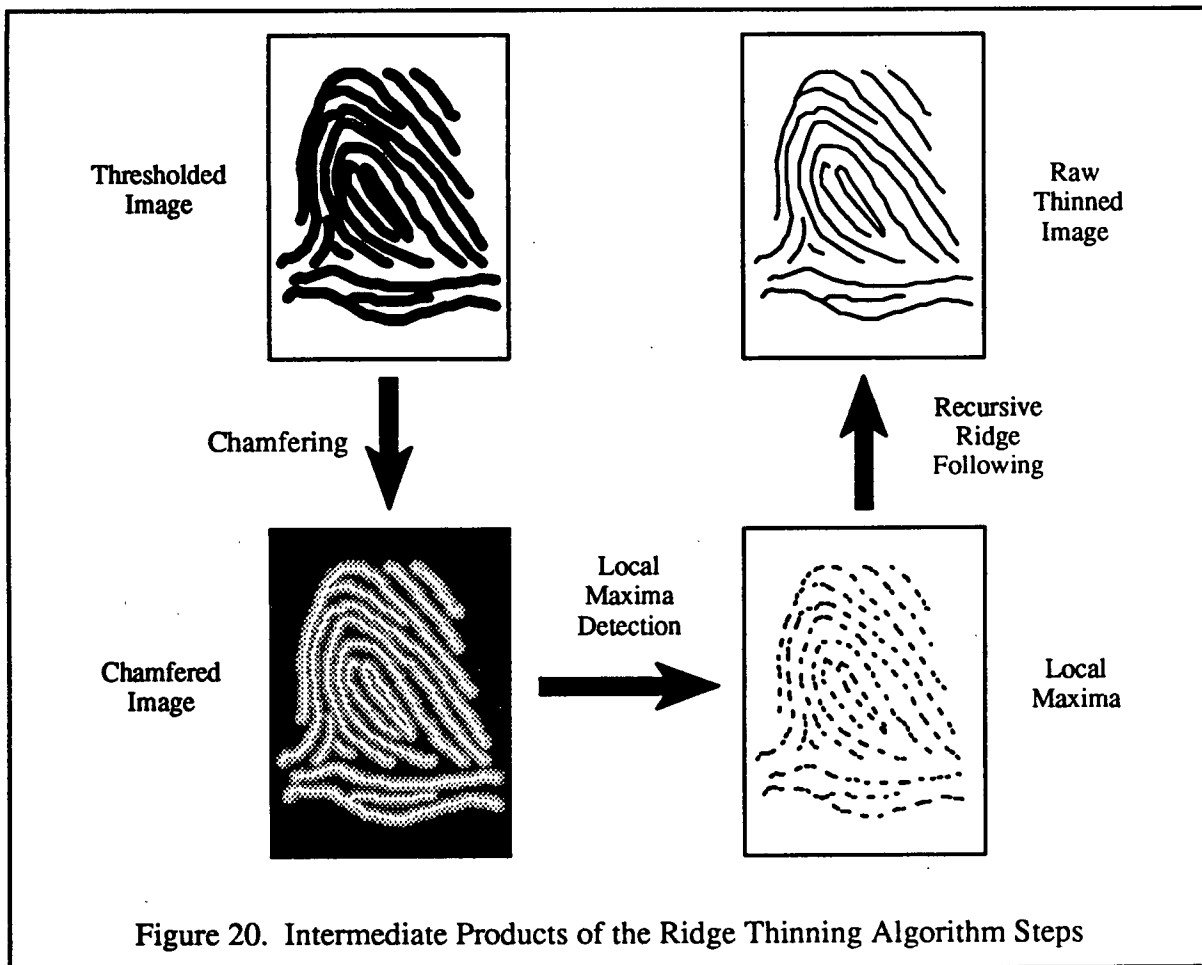 Thresholded
Image
Raw
Thinned
Image
Chamfering
Recursive
Ridge
Following
Local
Maxima
Detection
Chamfered
Image
Local
Maxima
Figure 20. Intermediate Products of the Ridge Thinning Algorithm Steps